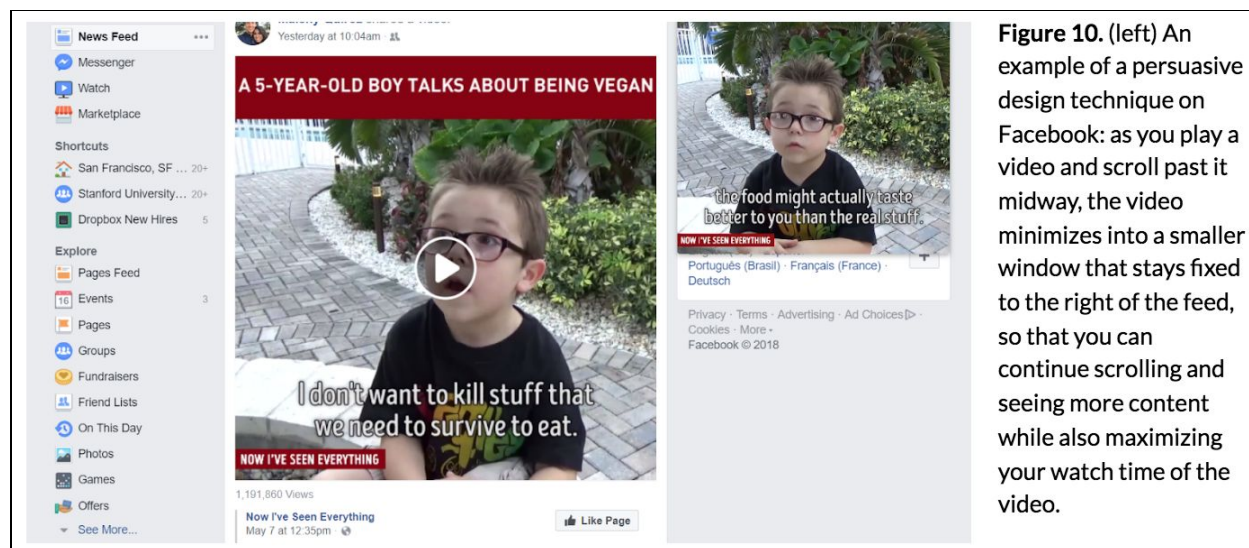 News Feed
Messenger
Watch
Marketplace
Shortcuts
San Francisco, SF ... 20+
Stanford University... 20+
Dropbox New Hires 5
Explore
Pages Feed
16 Events 3
Pages
Groups
Fundraisers
Friend Lists
On This Day
Photos
Games
Offers
See More...
Yesterday at 10:04am
A 5-YEAR-OLD BOY TALKS ABOUT BEING VEGAN
I don't want to kill stuff that
we need to survive to eat.
NOW I'VE SEEN EVERYTHING
1,191,860 Views
Now I've Seen Everything
May 7 at 12:35pm
Like Page
the food might actually taste
better to you than the real stuff.
NOW I'VE SEEN EVERYTHING
Português (Brasil) · Français (France) ·
Deutsch
Privacy · Terms · Advertising · Ad Choices ·
Cookies · More
Facebook © 2018
Figure 10. (left) An
example of a persuasive
design technique on
Facebook: as you play a
video and scroll past it
midway, the video
minimizes into a smaller
window that stays fixed
to the right of the feed,
so that you can
continue scrolling and
seeing more content
while also maximizing
your watch time of the
video.